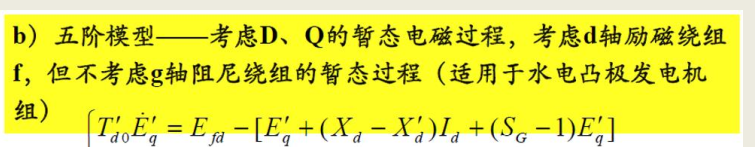 b）五阶模型——考虑D、Q的暂态电磁过程，考虑d轴励磁绕组
f，但不考虑g轴阻尼绕组的暂态过程（适用于水电凸极发电机
组）
⎧T′d0Ė′q = Efd −[E′q +(Xd − X′d)Id +(SG −1)E′q]